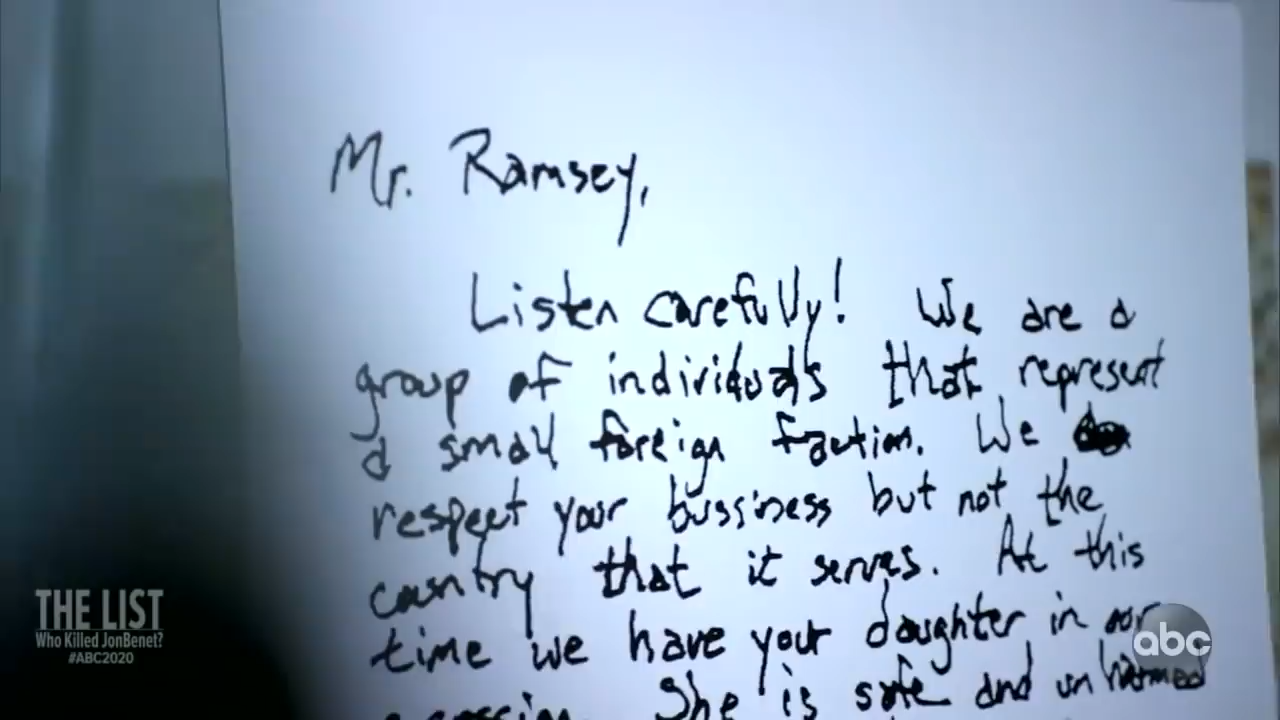 Mr. Ramsey,
Listen carefully! We are a
group of individuals that represent
a small foreign faction. We
respect your bussiness but not the
country that it serves. At this
time we have your daughter in our
She is safe and unharmed
THE LIST
Who Killed JonBenet?
#ABC2020
abc